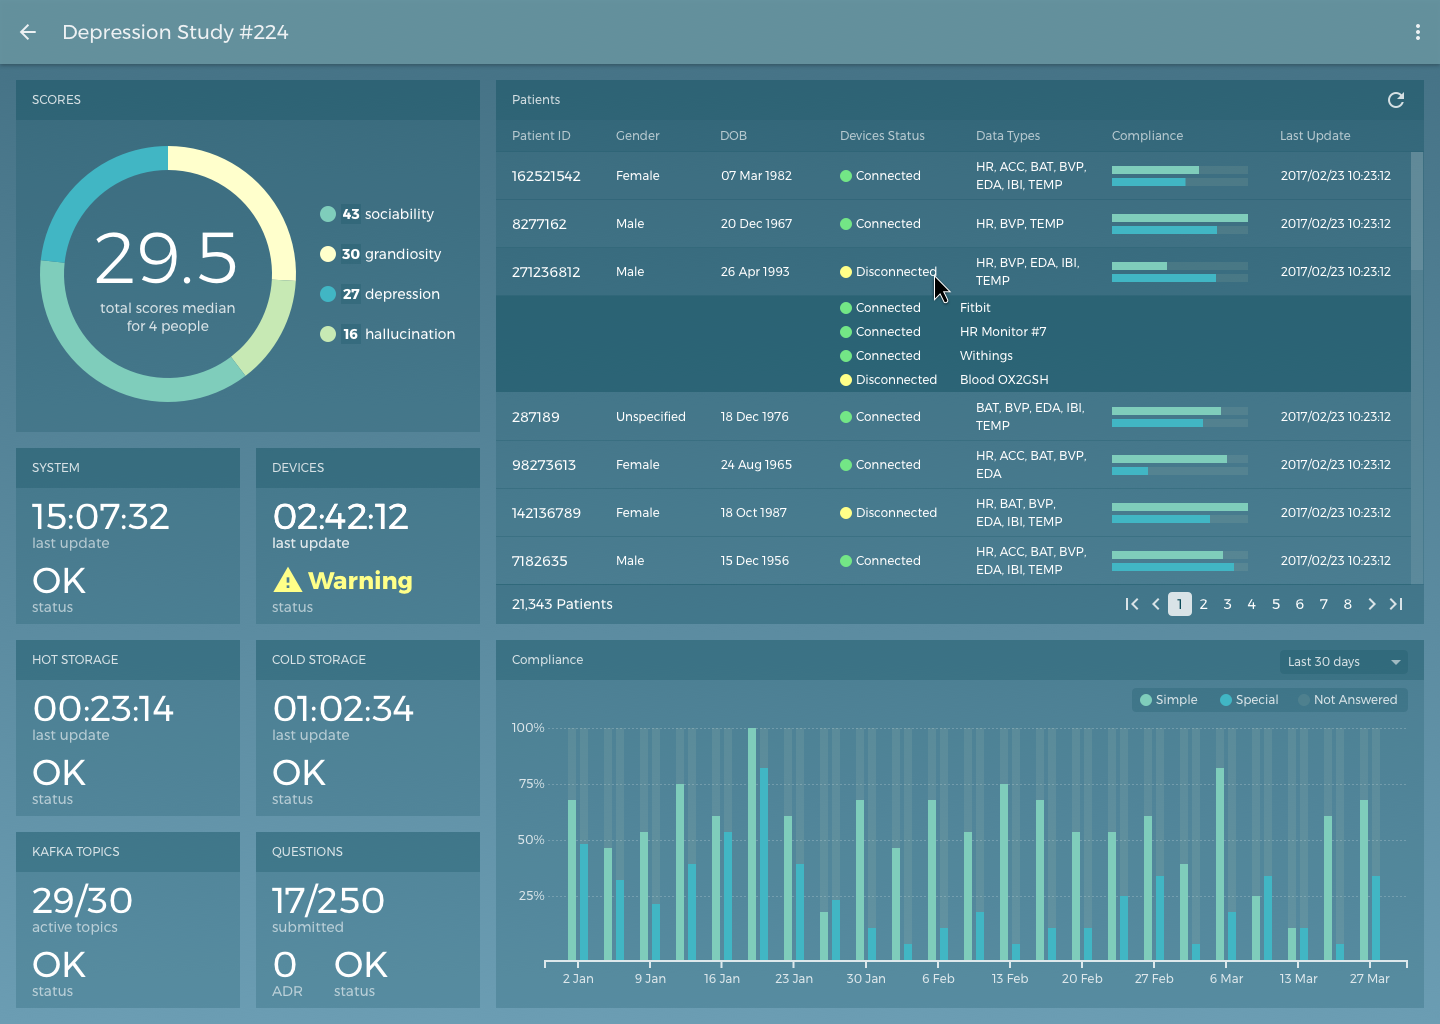 Depression Study #224
SCORES
29.5
total scores median
for 4 people
43 sociability
30 grandiosity
27 depression
16 hallucination
SYSTEM
15:07:32
last update
OK
status
DEVICES
02:42:12
last update
Warning
status
HOT STORAGE
00:23:14
last update
OK
status
COLD STORAGE
01:02:34
last update
OK
status
KAFKA TOPICS
29/30
active topics
OK
status
QUESTIONS
17/250
submitted
0 OK
ADR status
Patients
Patient ID Gender DOB Devices Status Data Types Compliance Last Update
162521542 Female 07 Mar 1982 Connected HR, ACC, BAT, BVP, 2017/02/23 10:23:12
EDA, IBI, TEMP
8277162 Male 20 Dec 1967 Connected HR, BVP, TEMP 2017/02/23 10:23:12
271236812 Male 26 Apr 1993 Disconnected HR, BVP, EDA, IBI, 2017/02/23 10:23:12
TEMP
Connected Fitbit
Connected HR Monitor #7
Connected Withings
Disconnected Blood OX2GSH
287189 Unspecified 18 Dec 1976 Connected BAT, BVP, EDA, IBI, 2017/02/23 10:23:12
TEMP
98273613 Female 24 Aug 1965 Connected HR, ACC, BAT, BVP, 2017/02/23 10:23:12
EDA
142136789 Female 18 Oct 1987 Disconnected HR, BAT, BVP, 2017/02/23 10:23:12
EDA, IBI, TEMP
7182635 Male 15 Dec 1956 Connected HR, ACC, BAT, BVP, 2017/02/23 10:23:12
EDA, IBI, TEMP
21,343 Patients 1 2 3 4 5 6 7 8
Compliance Last 30 days
Simple Special Not Answered
100%
75%
50%
25%
2 Jan 9 Jan 16 Jan 23 Jan 30 Jan 6 Feb 13 Feb 20 Feb 27 Feb 6 Mar 13 Mar 27 Mar